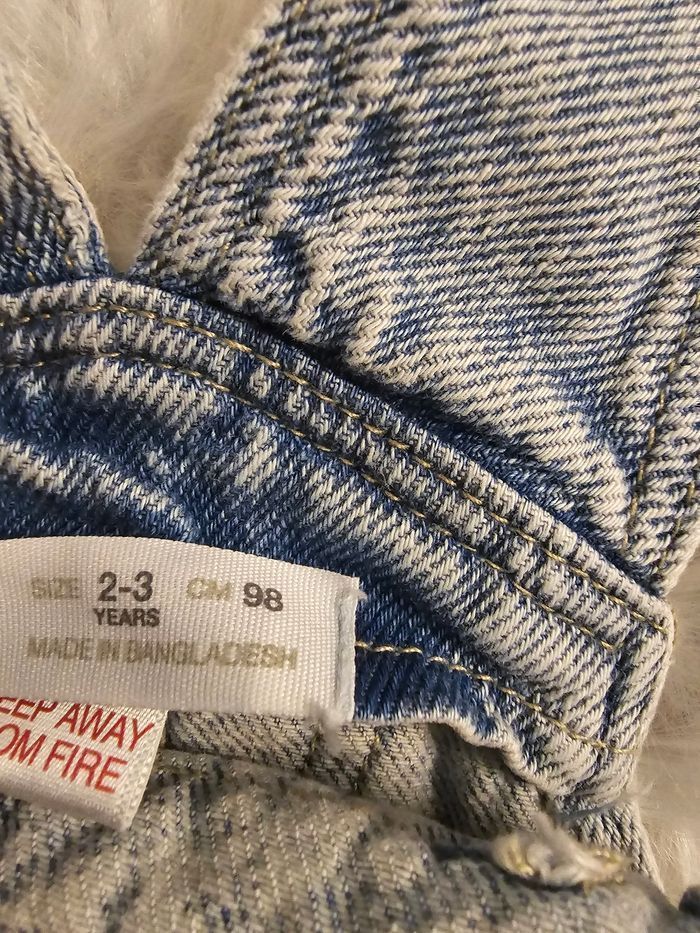 SIZE 2-3 CM 98
YEARS
MADE IN BANGLADESH
EEP AWAY
OM FIRE